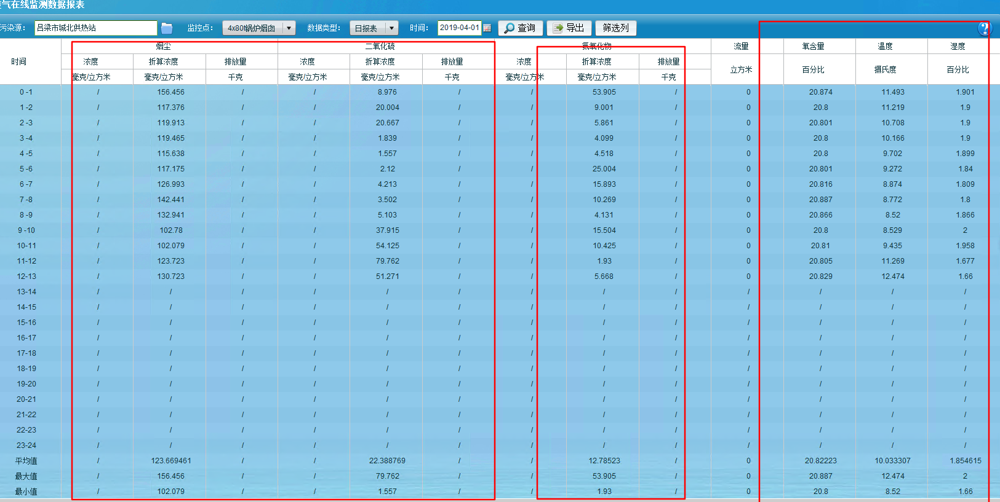 气在线监测数据报表
污染源： 吕梁市城北供热站 监控点： 4x80t锅炉烟囱 数据类型： 日报表 时间： 2019-04-01 查询 导出 筛选列
时间 烟尘 二氧化硫 氮氧化物 流量 氧含量 温度 湿度
浓度 折算浓度 排放量 浓度 折算浓度 排放量 浓度 折算浓度 排放量 立方米 百分比 摄氏度 百分比
毫克/立方米 毫克/立方米 千克 毫克/立方米 毫克/立方米 千克 毫克/立方米 毫克/立方米 千克
0 -1 / 156.456 / / 8.976 / / 53.905 / 0 20.874 11.493 1.901
1 -2 / 117.376 / / 20.004 / / 9.001 / 0 20.8 11.219 1.9
2 -3 / 119.913 / / 20.667 / / 5.861 / 0 20.801 10.708 1.9
3 -4 / 119.465 / / 1.839 / / 4.099 / 0 20.8 10.166 1.9
4 -5 / 115.638 / / 1.557 / / 4.518 / 0 20.8 9.702 1.899
5 -6 / 117.175 / / 2.12 / / 25.004 / 0 20.801 9.272 1.84
6 -7 / 126.993 / / 4.213 / / 15.893 / 0 20.816 8.874 1.809
7 -8 / 142.441 / / 3.502 / / 10.269 / 0 20.887 8.772 1.8
8 -9 / 132.941 / / 5.103 / / 4.131 / 0 20.866 8.52 1.866
9 -10 / 102.78 / / 37.915 / / 15.504 / 0 20.8 8.529 2
10-11 / 102.079 / / 54.125 / / 10.425 / 0 20.81 9.435 1.958
11-12 / 123.723 / / 79.762 / / 1.93 / 0 20.805 11.269 1.677
12-13 / 130.723 / / 51.271 / / 5.668 / 0 20.829 12.474 1.66
13-14 / / / / / / / / / / / / /
14-15 / / / / / / / / / / / / /
15-16 / / / / / / / / / / / / /
16-17 / / / / / / / / / / / / /
17-18 / / / / / / / / / / / / /
18-19 / / / / / / / / / / / / /
19-20 / / / / / / / / / / / / /
20-21 / / / / / / / / / / / / /
21-22 / / / / / / / / / / / / /
22-23 / / / / / / / / / / / / /
23-24 / / / / / / / / / / / / /
平均值 / 123.669461 / / 22.388769 / / 12.78523 / 0 20.82223 10.033307 1.854615
最大值 / 156.456 / / 79.762 / / 53.905 / 0 20.887 12.474 2
最小值 / 102.079 / / 1.557 / / 1.93 / 0 20.8 8.52 1.66